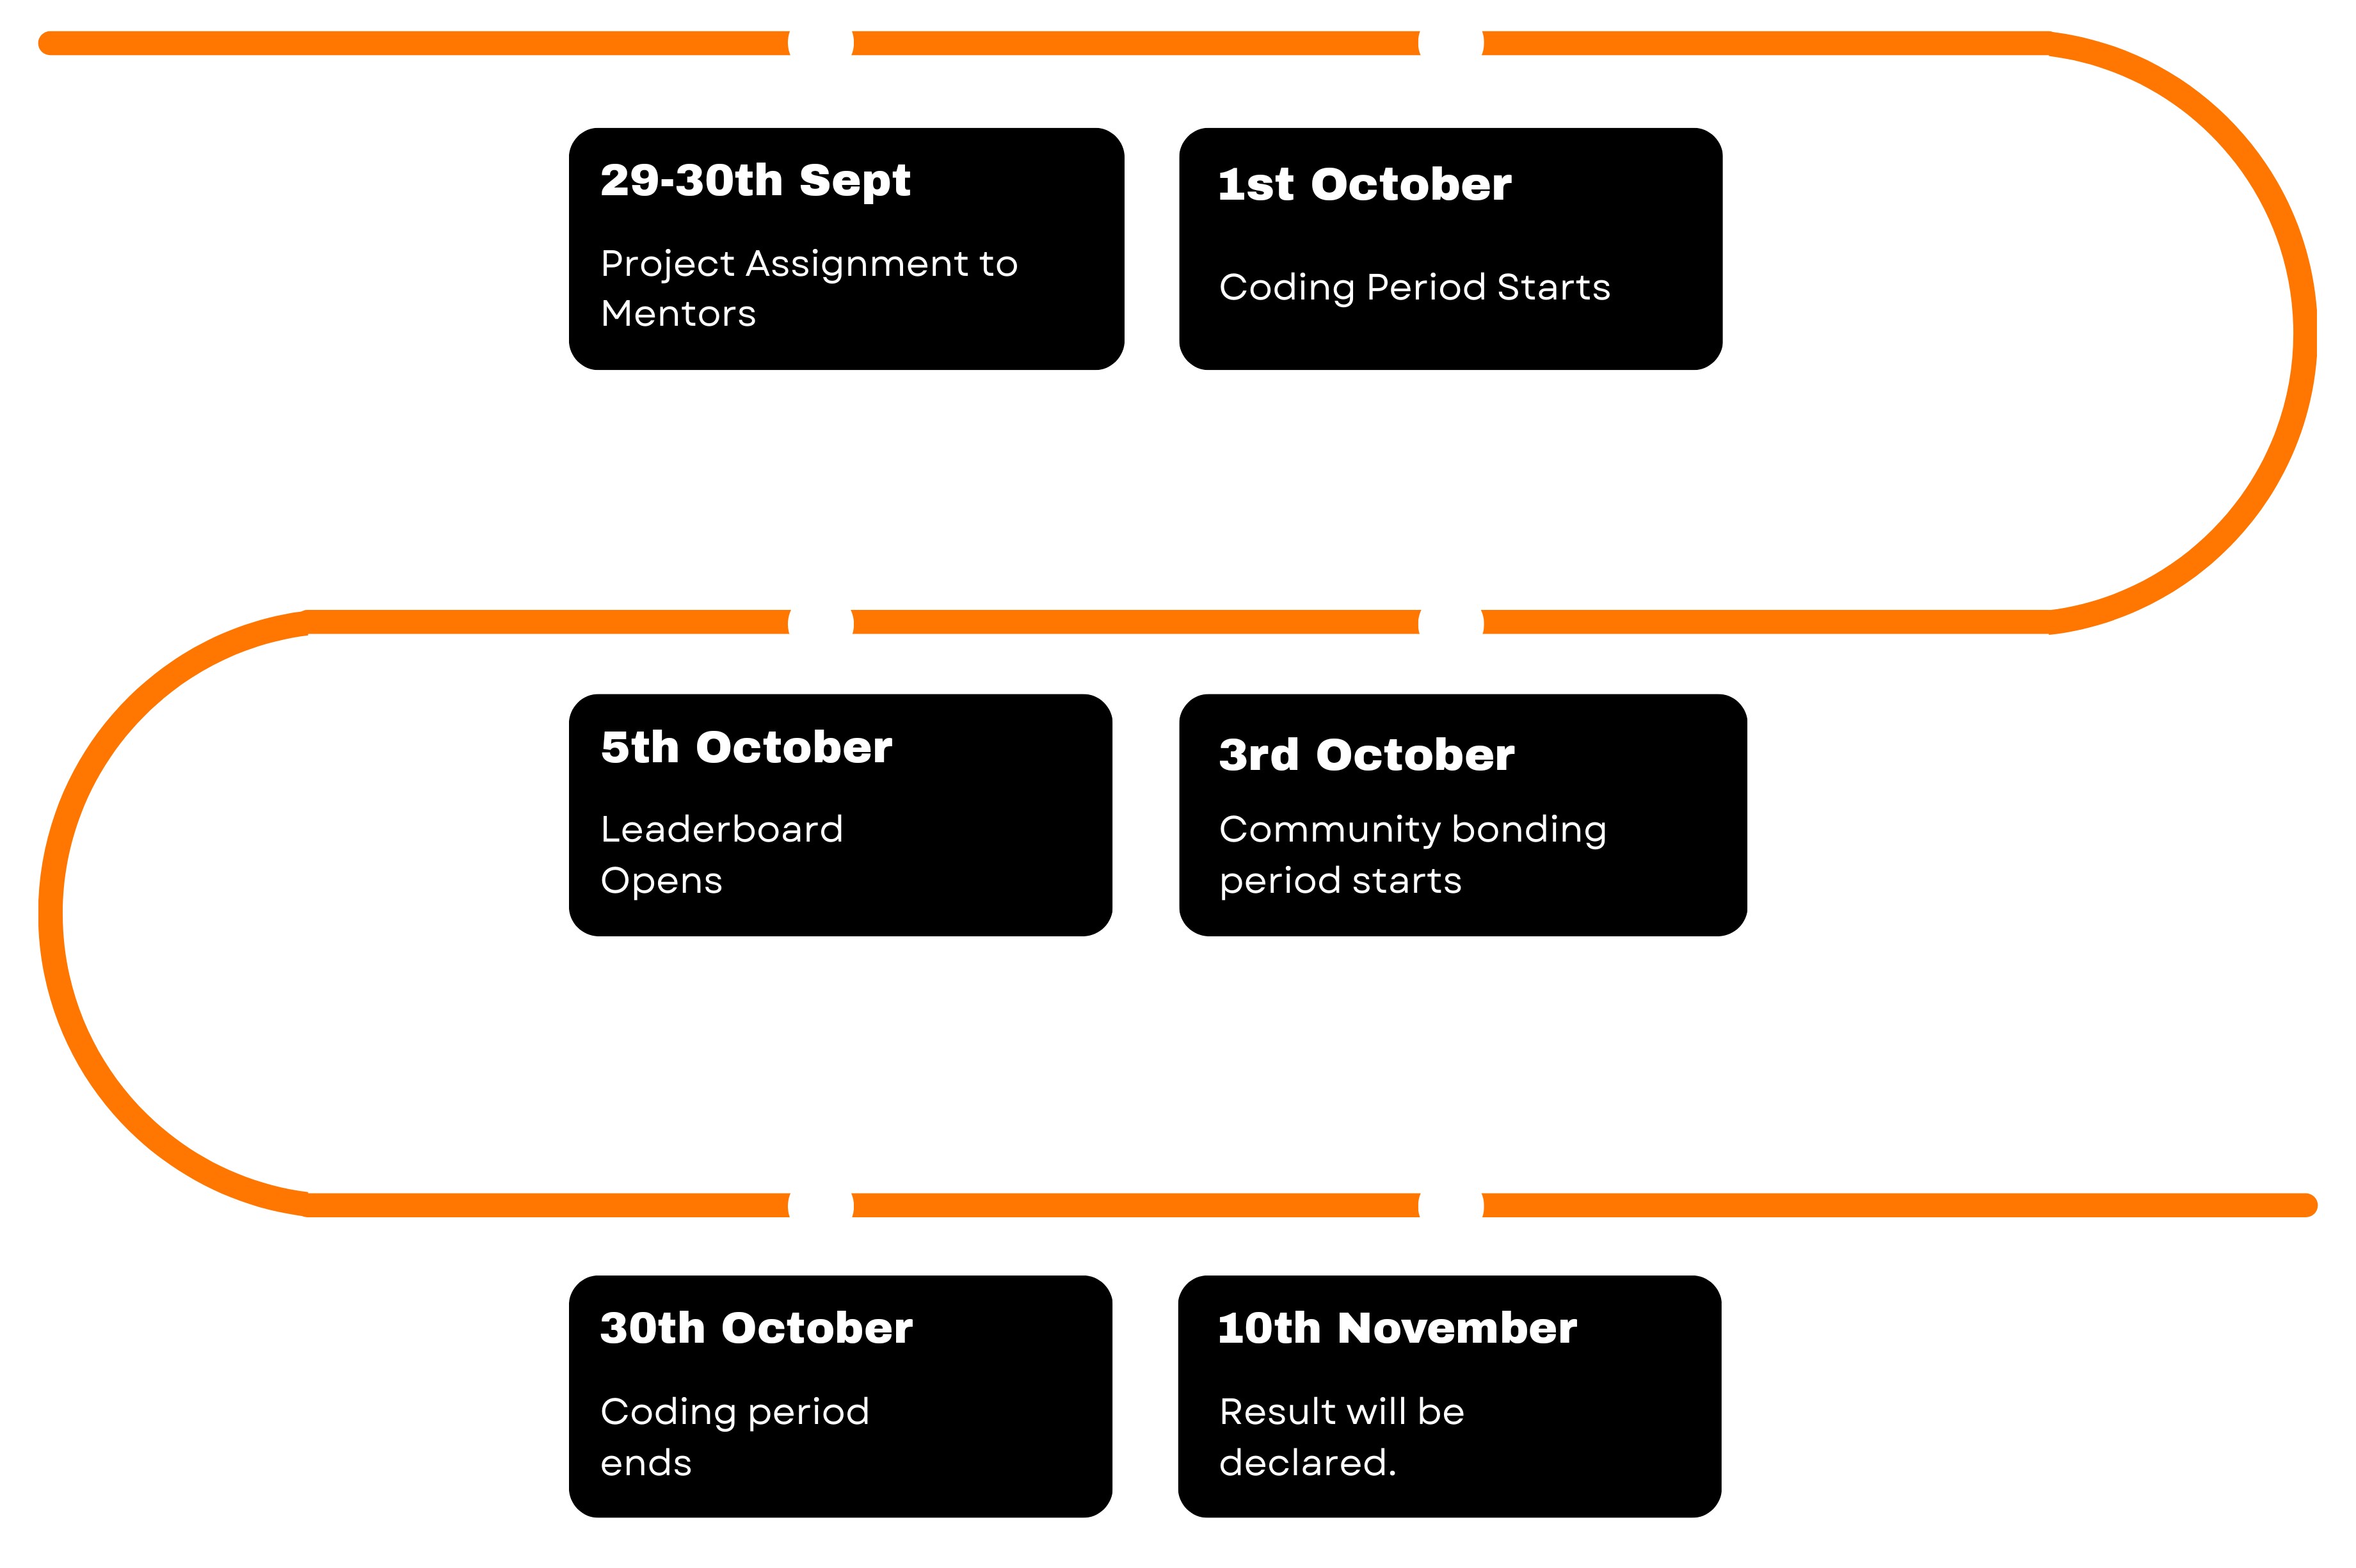 29-30th Sept
Project Assignment to
Mentors
1st October
Coding Period Starts
5th October
Leaderboard
Opens
3rd October
Community bonding
period starts
30th October
Coding period
ends
10th November
Result will be
declared.